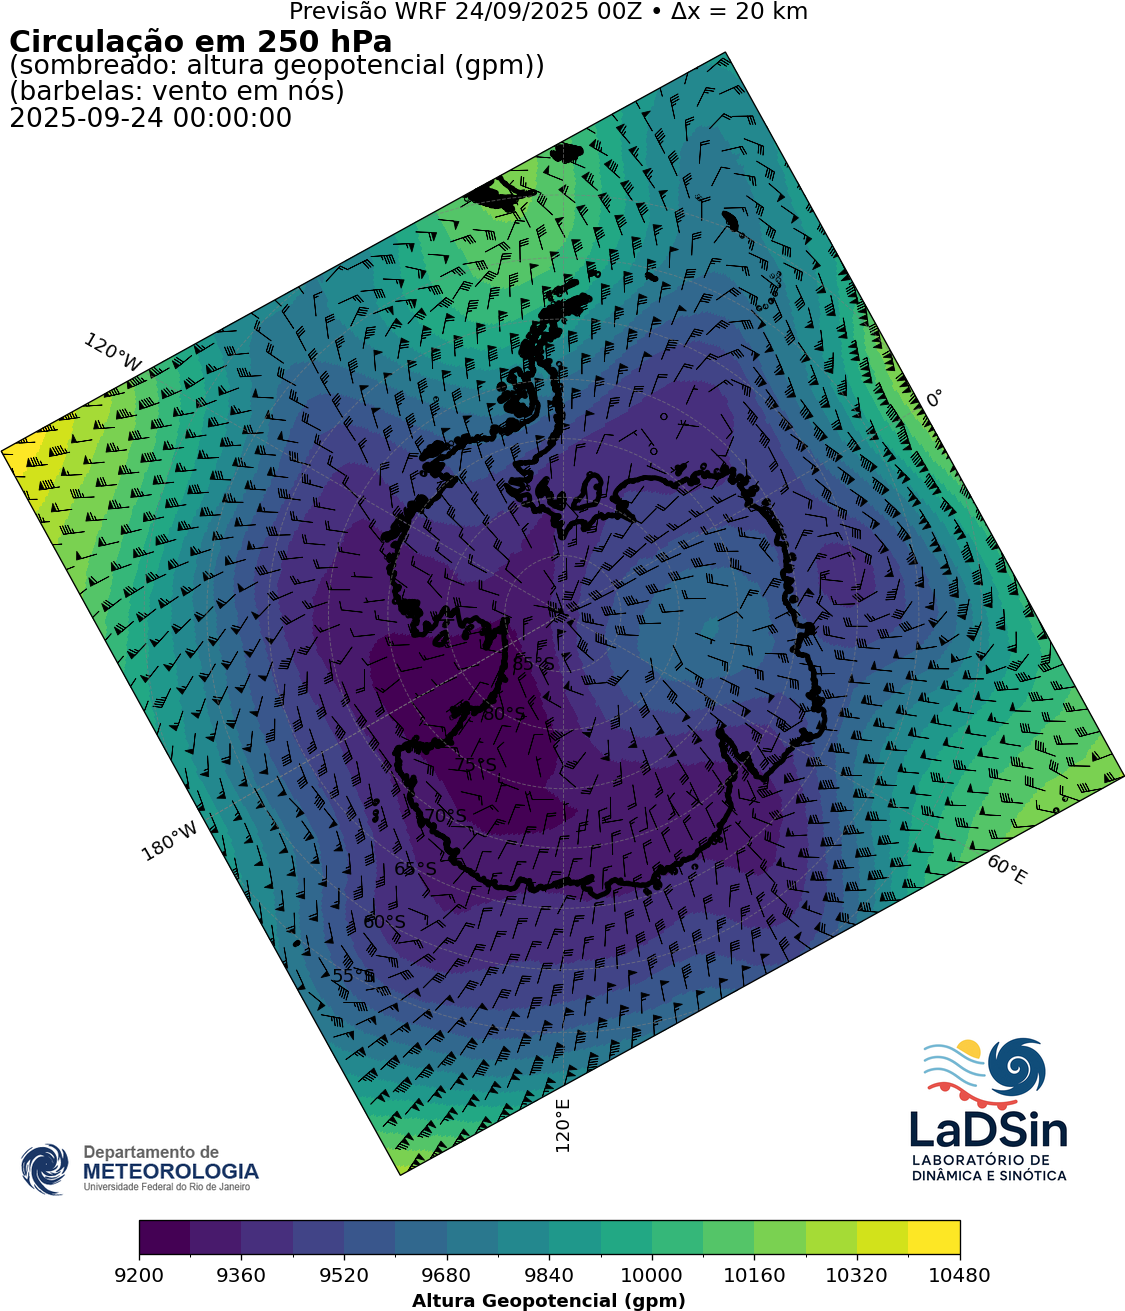 Previsão WRF 24/09/2025 00Z • Δx = 20 km
Circulação em 250 hPa
(sombreado: altura geopotencial (gpm))
(barbelas: vento em nós)
2025-09-24 00:00:00
120°W
0°
85°S
80°S
75°S
70°S
180°W
65°S
60°E
60°S
55°S
120°E
LaDSin
LABORATÓRIO DE
DINÂMICA E SINÓTICA
Departamento de
METEOROLOGIA
Universidade Federal do Rio de Janeiro
9200 9360 9520 9680 9840 10000 10160 10320 10480
Altura Geopotencial (gpm)